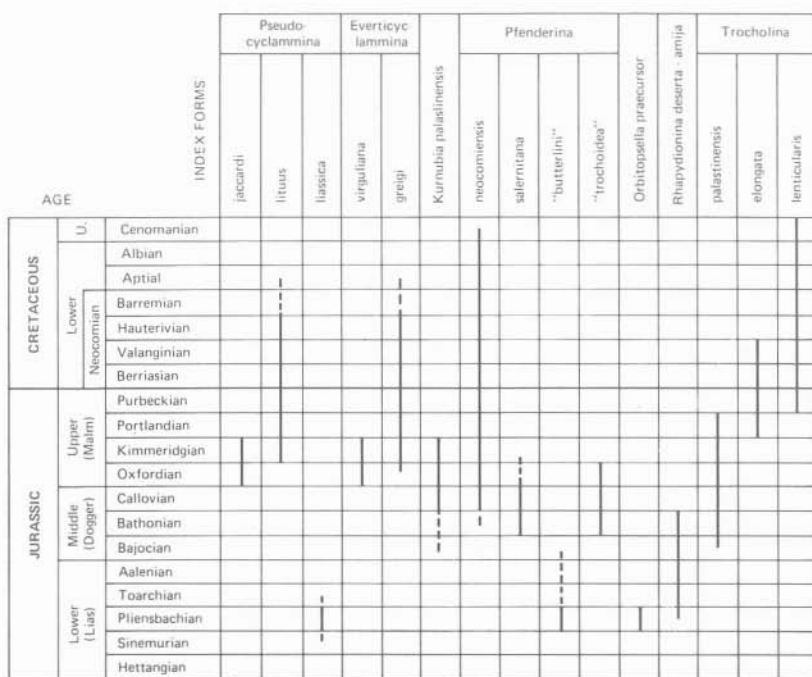 Pseudo-
cyclammina
Everticyc
lammina
Pfenderina
Trocholina
INDEX FORMS
AGE
jaccardi
lituus
liassica
virguliana
greigi
Kurnubia palaslinensis
neocomiensis
salernitana
"butterlini"
"trochoidea"
Orbitopsella praecursor
Rhapydionina deserta - amija
palastinensis
elongata
lenticularis
CRETACEOUS
U.
Lower
Neocomian
Cenomanian
Albian
Aptial
Barremian
Hauterivian
Valanginian
Berriasian
JURASSIC
Upper
(Malm)
Purbeckian
Portlandian
Kimmeridgian
Oxfordian
Middle
(Dogger)
Callovian
Bathonian
Bajocian
Lower
(Lias)
Aalenian
Toarchian
Pliensbachian
Sinemurian
Hettangian